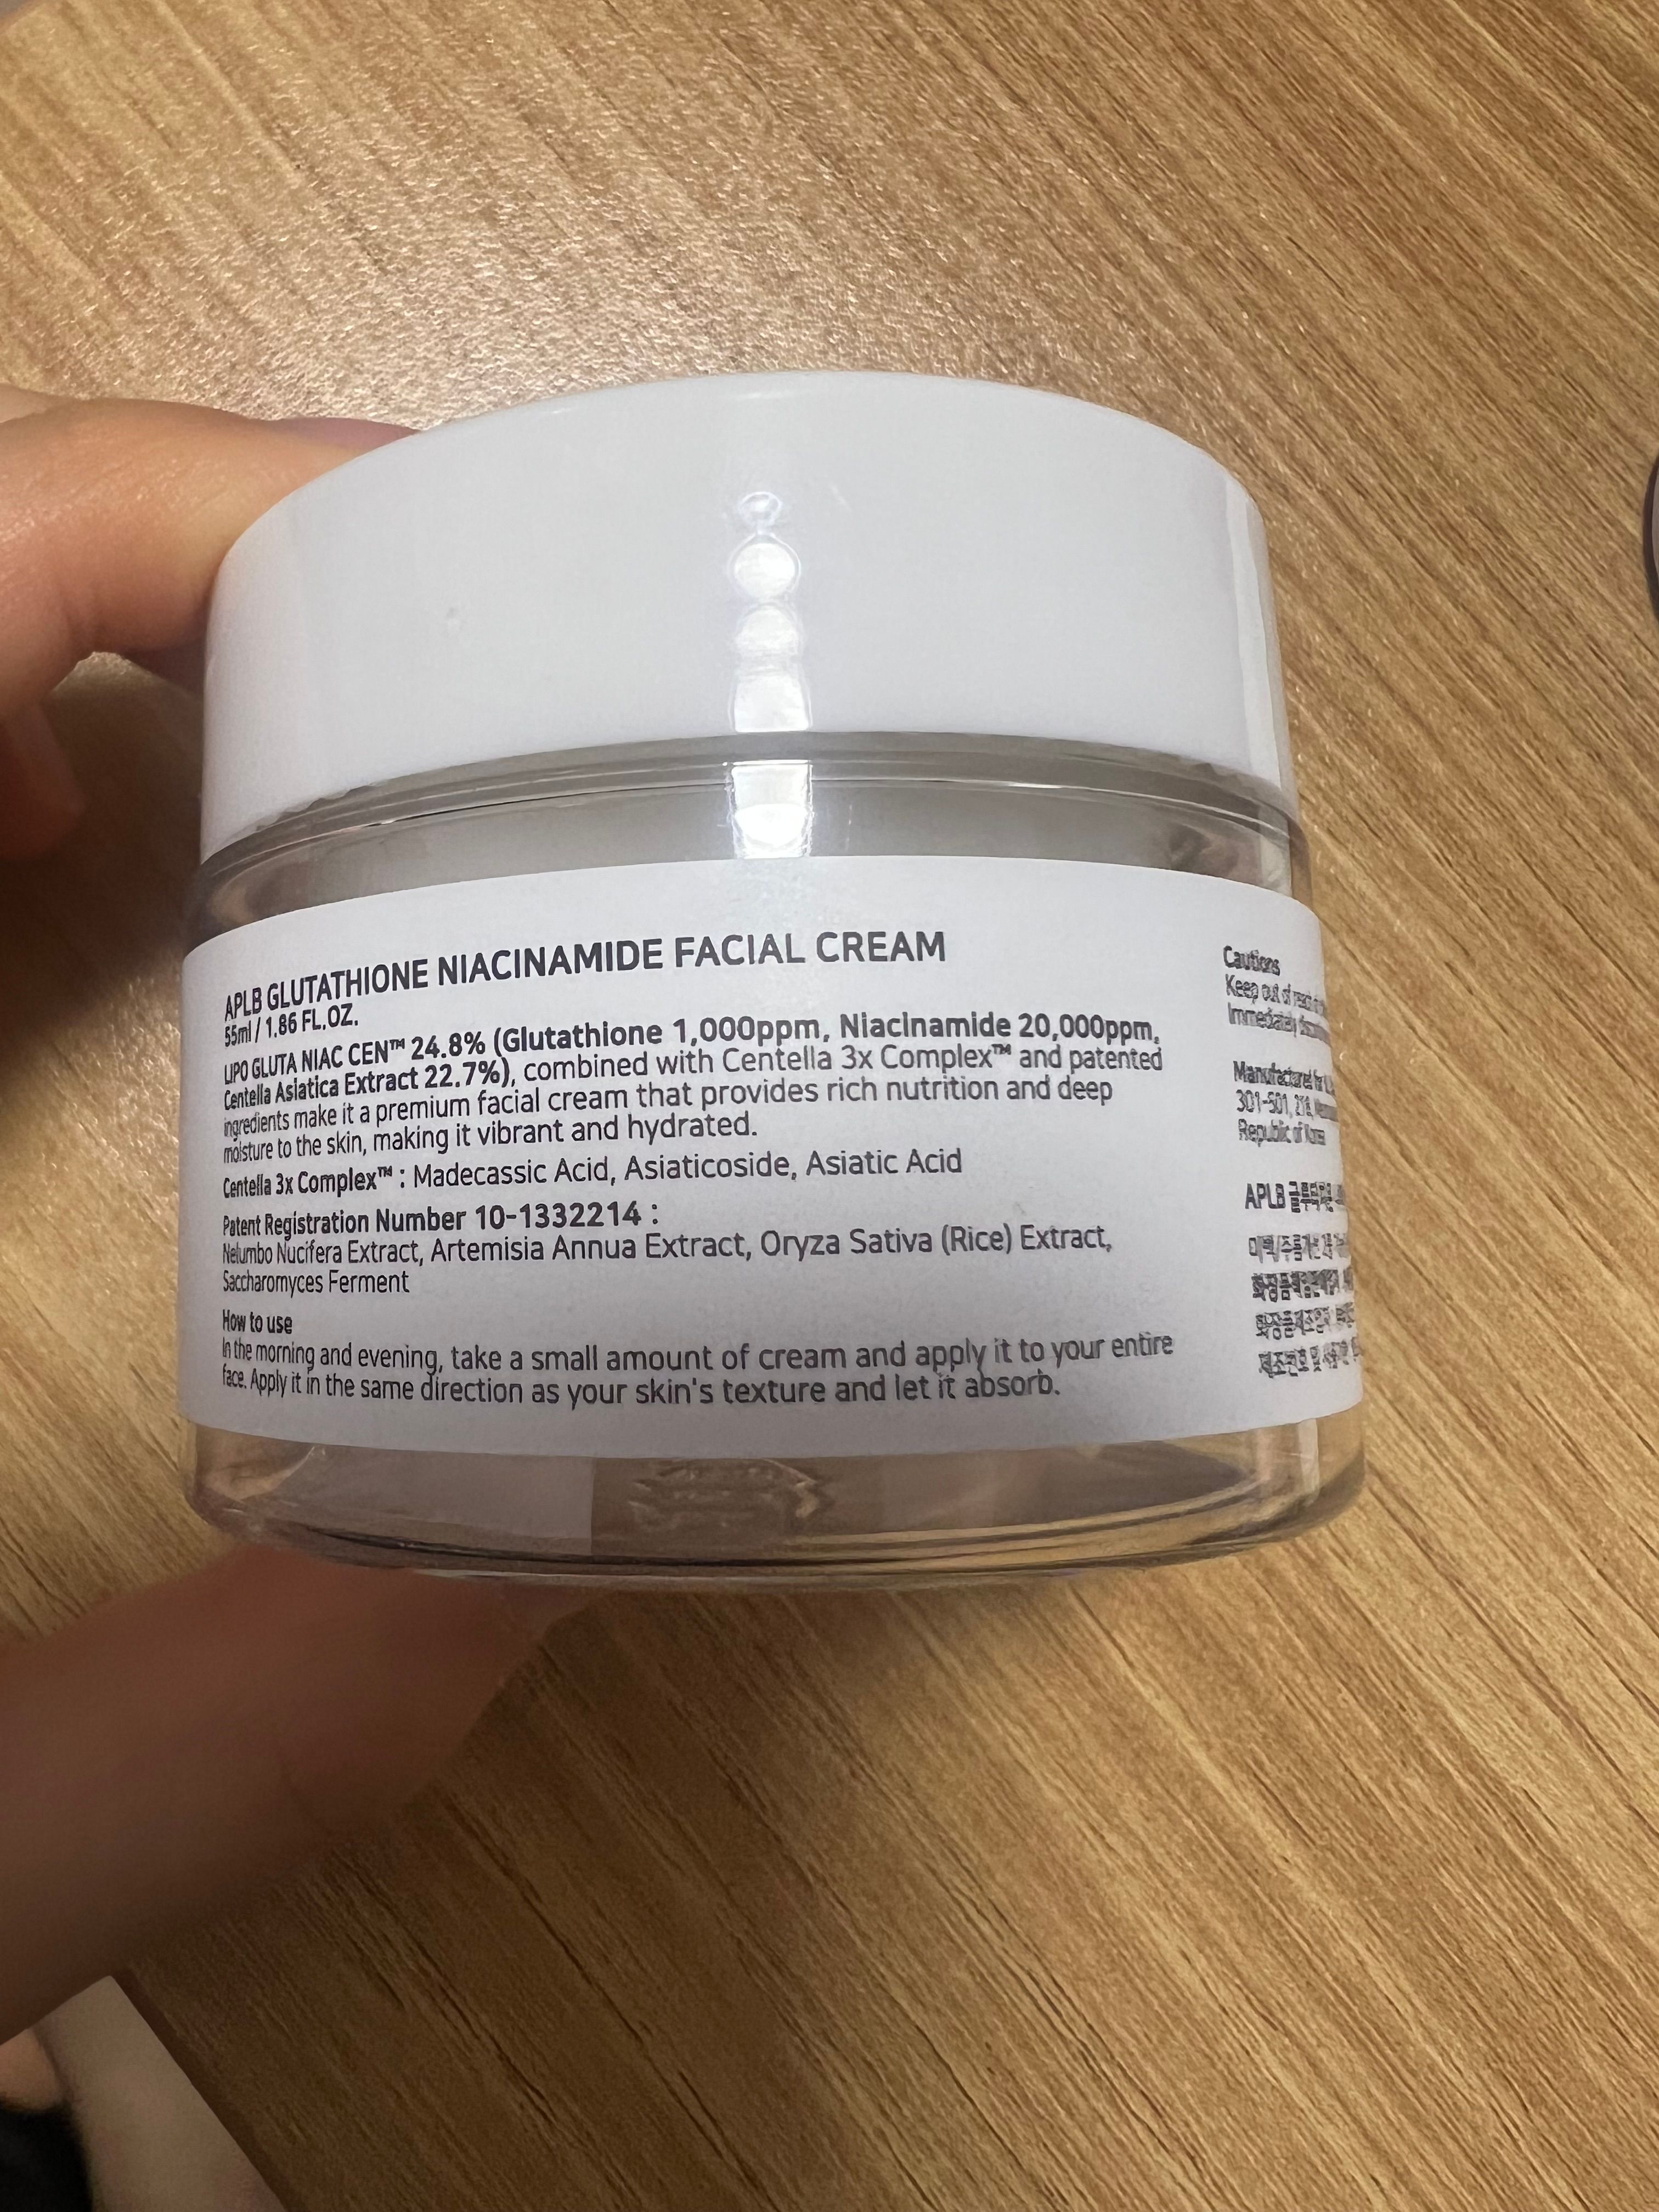 APLB GLUTATHIONE NIACINAMIDE FACIAL CREAM
55ml / 1.86 FL.OZ.
LIPO GLUTA NIAC CEN™ 24.8% (Glutathione 1,000ppm, Niacinamide 20,000ppm,
Centella Asiatica Extract 22.7%), combined with Centella 3x Complex™ and patented
ingredients make it a premium facial cream that provides rich nutrition and deep
moisture to the skin, making it vibrant and hydrated.
Centella 3x Complex™ : Madecassic Acid, Asiaticoside, Asiatic Acid
Patent Registration Number 10-1332214 :
Nelumbo Nucifera Extract, Artemisia Annua Extract, Oryza Sativa (Rice) Extract,
Saccharomyces Ferment
How to use
In the morning and evening, take a small amount of cream and apply it to your entire
face. Apply it in the same direction as your skin's texture and let it absorb.
Cautions
Keep out of reach
Immediately
Manufactured for
301-501,
Republic of Korea
APLB